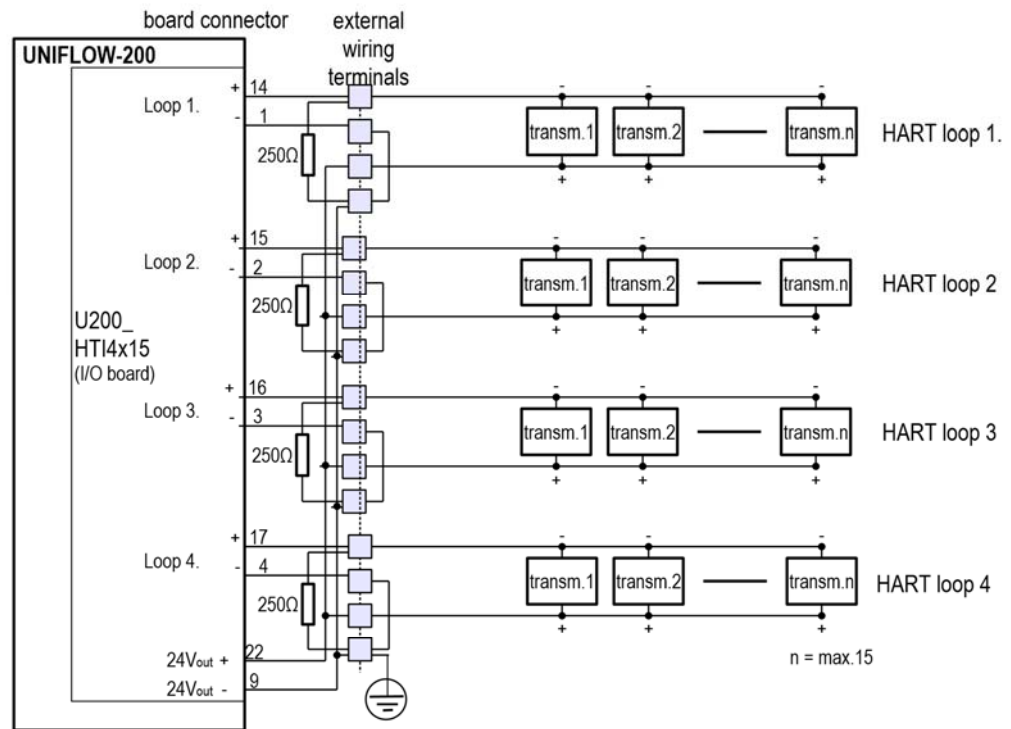 board connector
external
wiring
terminals
UNIFLOW-200
Loop 1.
+ 14
- 1
250Ω
- - -
transm.1 transm.2 transm.n
+ + +
HART loop 1.
Loop 2.
+ 15
- 2
250Ω
- - -
transm.1 transm.2 transm.n
+ + +
HART loop 2
U200_
HTI4x15
(I/O board)
Loop 3.
+ 16
- 3
250Ω
- - -
transm.1 transm.2 transm.n
+ + +
HART loop 3
Loop 4.
+ 17
- 4
250Ω
- - -
transm.1 transm.2 transm.n
+ + +
HART loop 4
24Vout + 22
24Vout - 9
n = max.15